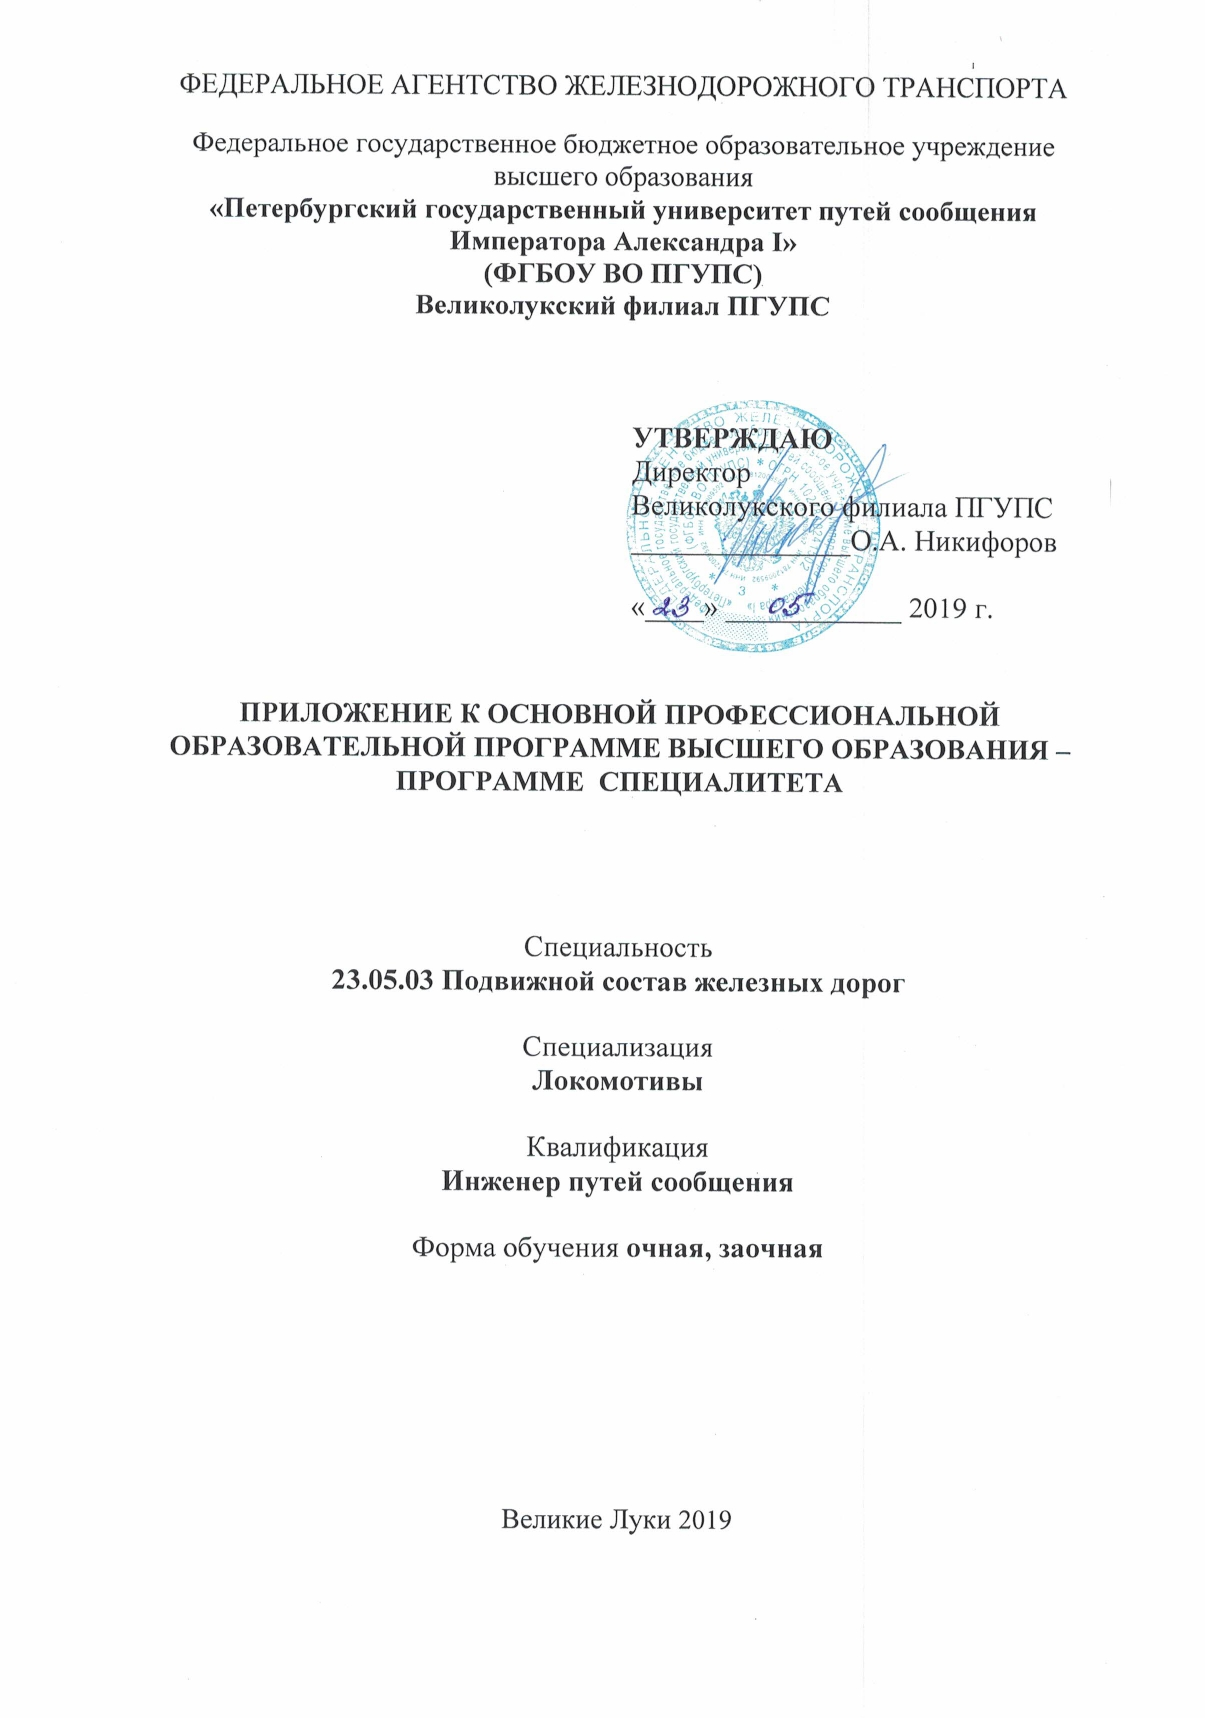 ФЕДЕРАЛЬНОЕ АГЕНТСТВО ЖЕЛЕЗНОДОРОЖНОГО ТРАНСПОРТА
Федеральное государственное бюджетное образовательное учреждение
высшего образования
«Петербургский государственный университет путей сообщения
Императора Александра I»
(ФГБОУ ВО ПГУПС)
Великолукский филиал ПГУПС
УТВЕРЖДАЮ
Директор
Великолукского филиала ПГУПС
_______________О.А. Никифоров
«23» 05 2019 г.
ПРИЛОЖЕНИЕ К ОСНОВНОЙ ПРОФЕССИОНАЛЬНОЙ
ОБРАЗОВАТЕЛЬНОЙ ПРОГРАММЕ ВЫСШЕГО ОБРАЗОВАНИЯ –
ПРОГРАММЕ СПЕЦИАЛИТЕТА
Специальность
23.05.03 Подвижной состав железных дорог
Специализация
Локомотивы
Квалификация
Инженер путей сообщения
Форма обучения очная, заочная
Великие Луки 2019